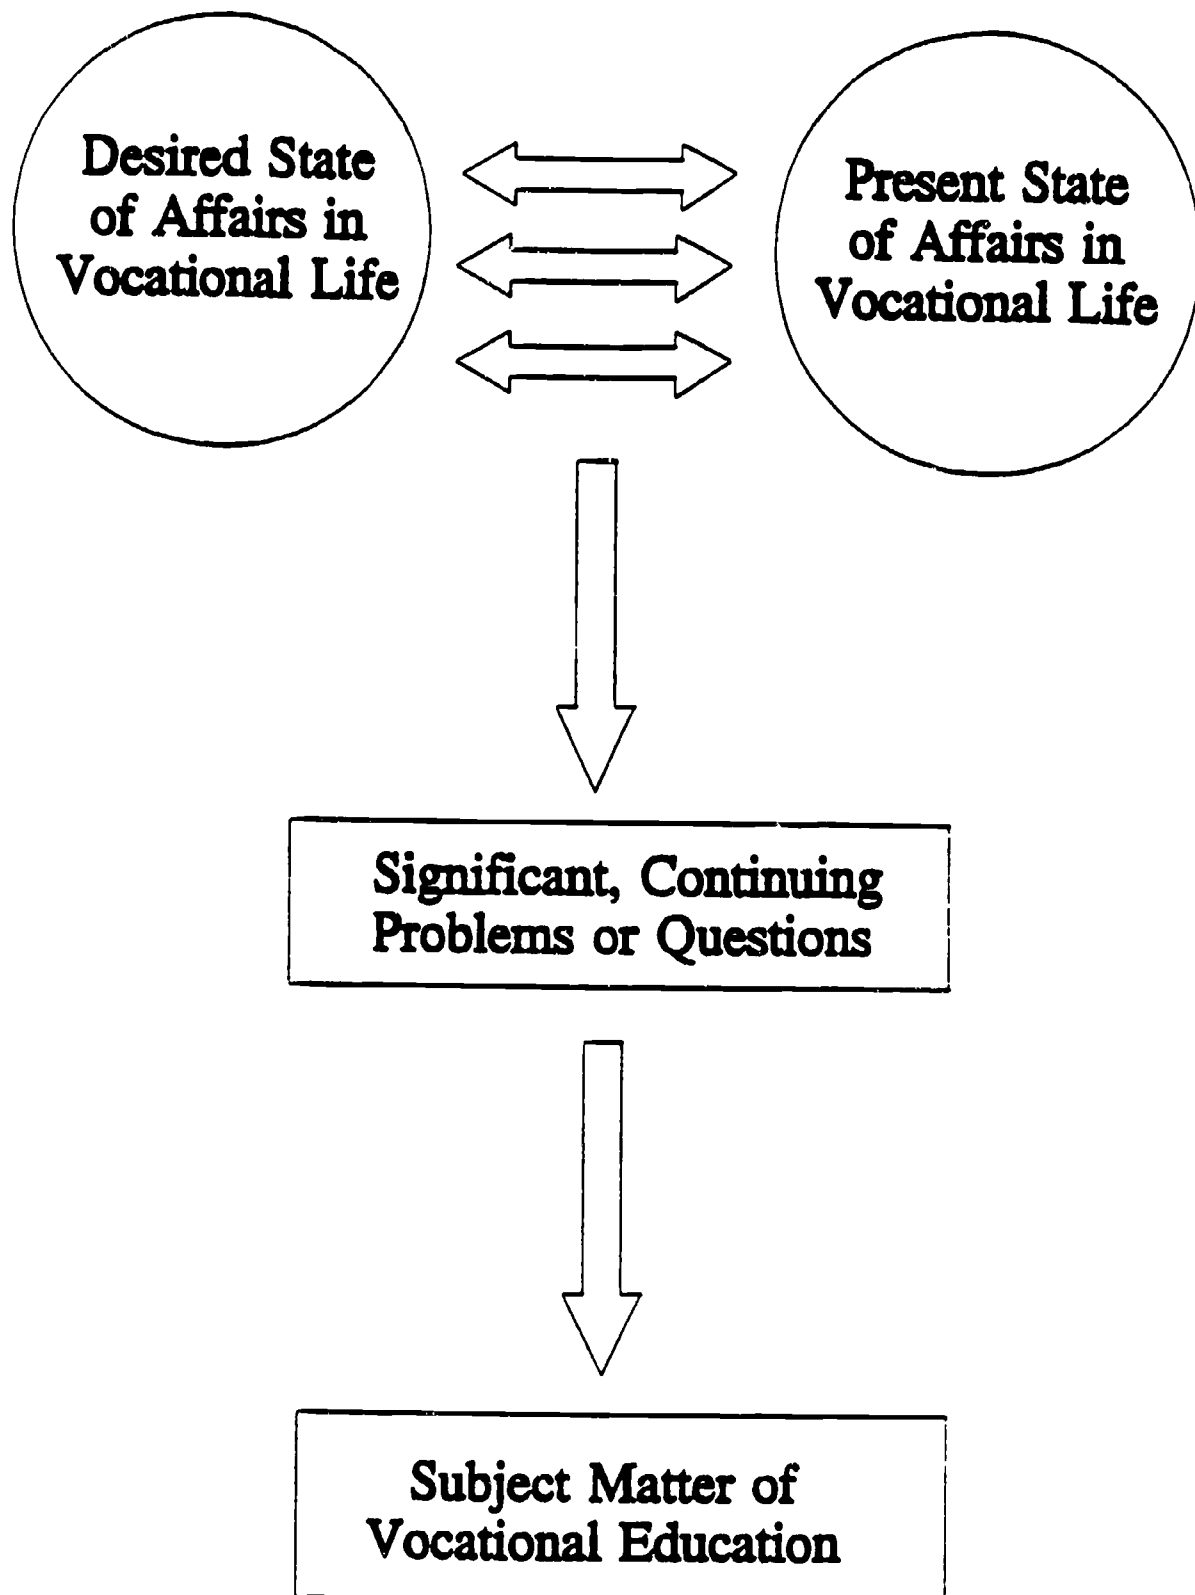 Desired State
of Affairs in
Vocational Life
Present State
of Affairs in
Vocational Life
Significant, Continuing
Problems or Questions
Subject Matter of
Vocational Education